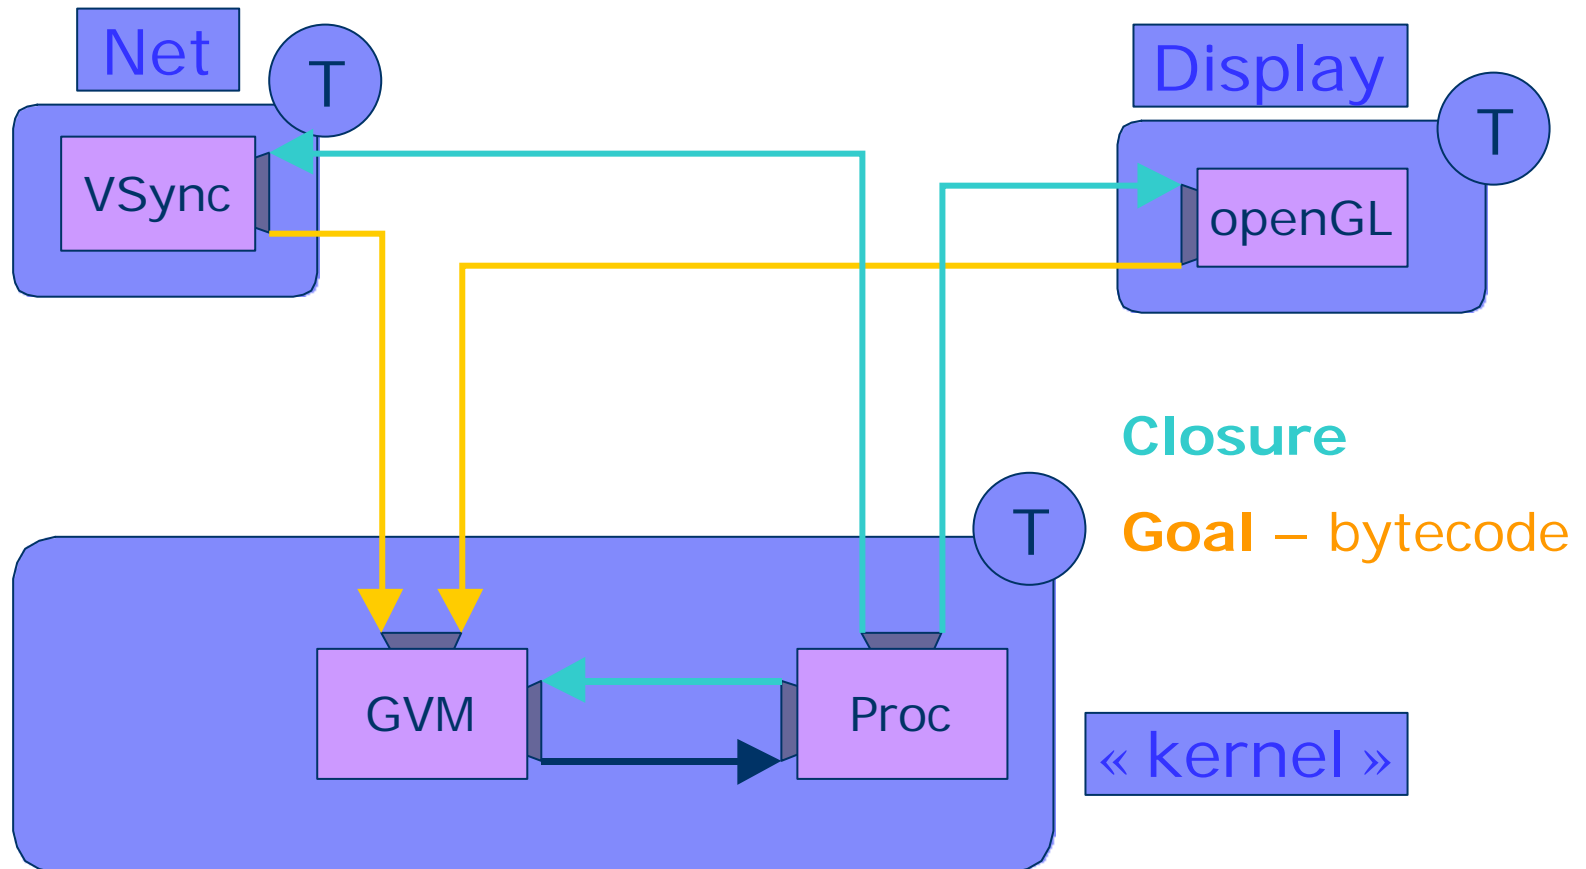 Net
T
Display
T
VSync
openGL
Closure
Goal – bytecode
T
GVM
Proc
« kernel »